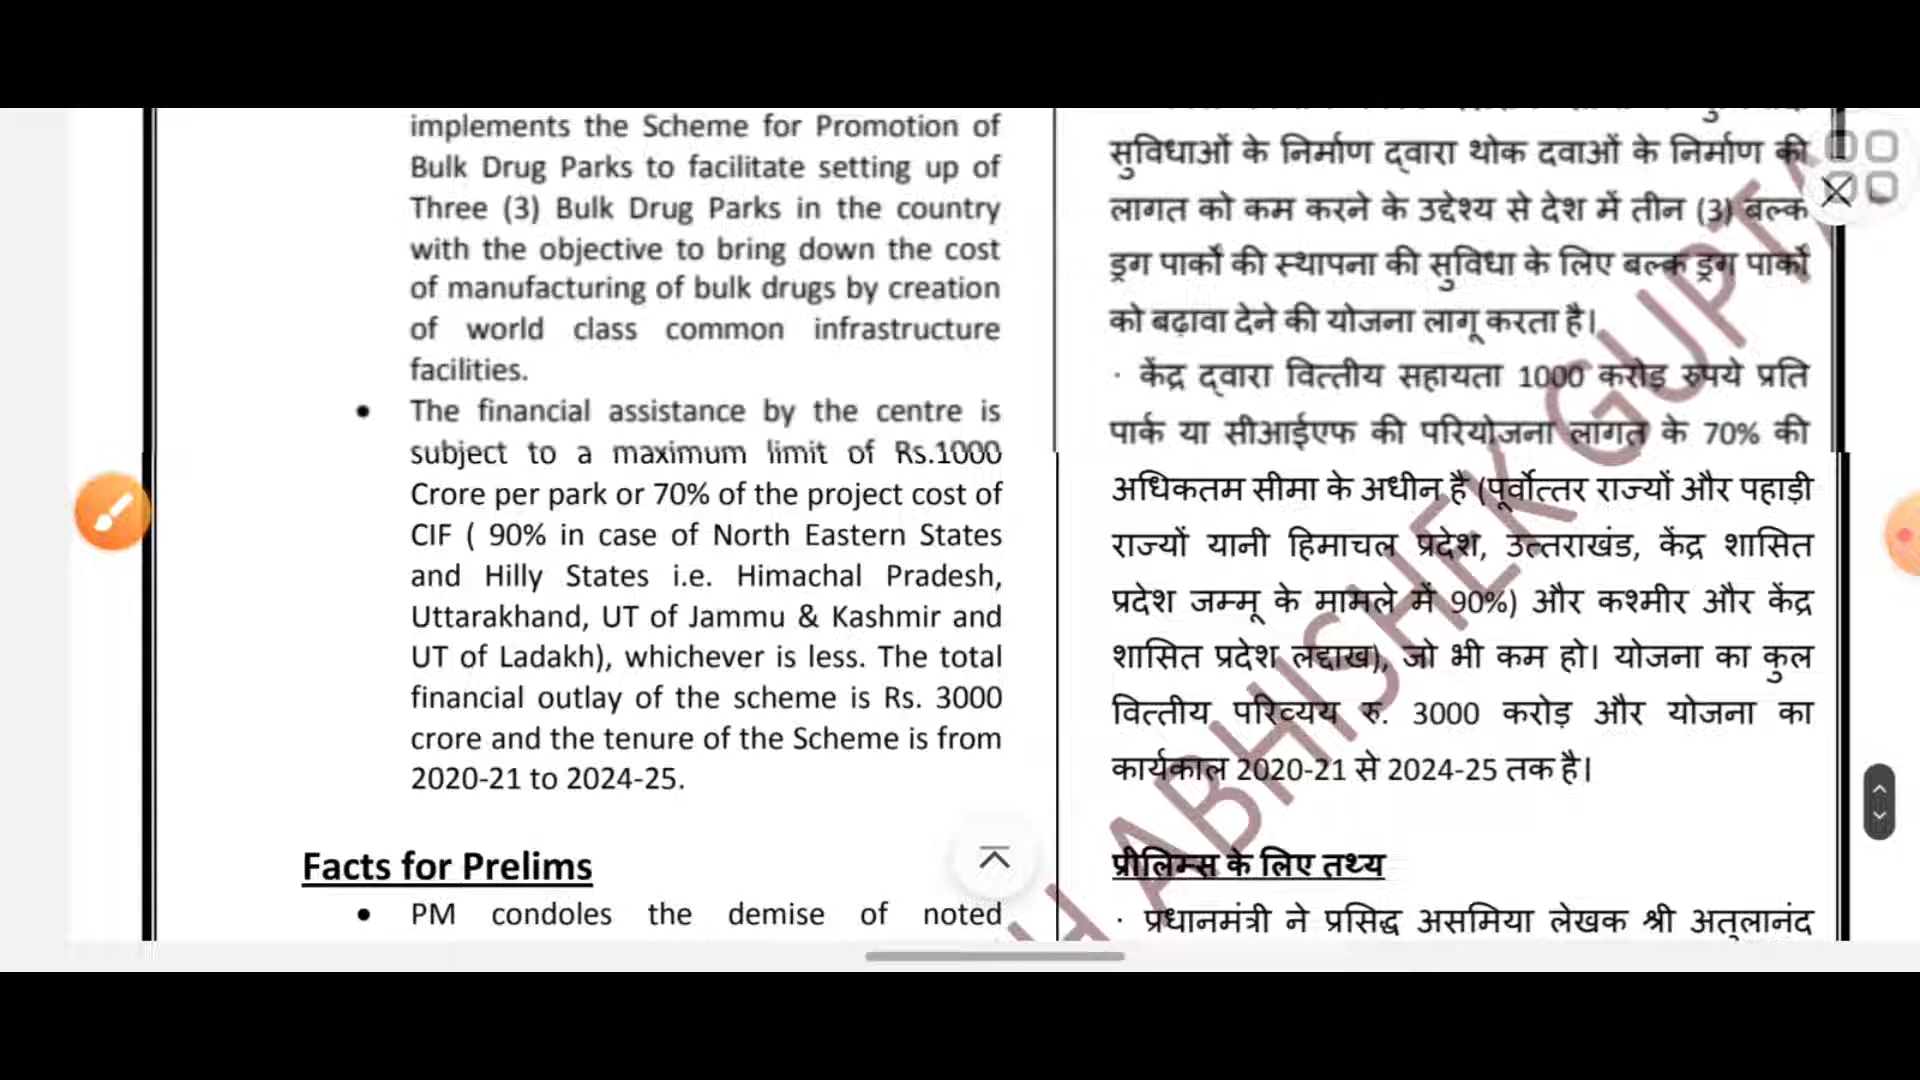 implements the Scheme for Promotion of
Bulk Drug Parks to facilitate setting up of
Three (3) Bulk Drug Parks in the country
with the objective to bring down the cost
of manufacturing of bulk drugs by creation
of world class common infrastructure
facilities.
• The financial assistance by the centre is
subject to a maximum limit of Rs.1000
Crore per park or 70% of the project cost of
CIF ( 90% in case of North Eastern States
and Hilly States i.e. Himachal Pradesh,
Uttarakhand, UT of Jammu & Kashmir and
UT of Ladakh), whichever is less. The total
financial outlay of the scheme is Rs. 3000
crore and the tenure of the Scheme is from
2020-21 to 2024-25.
Facts for Prelims
• PM condoles the demise of noted
सुविधाओं के निर्माण द्वारा थोक दवाओं के निर्माण की
लागत को कम करने के उद्देश्य से देश में तीन (3) बल्क
ड्रग पार्कों की स्थापना की सुविधा के लिए बल्क ड्रग पार्कों
को बढ़ावा देने की योजना लागू करता है।
· केंद्र द्वारा वित्तीय सहायता 1000 करोड़ रुपये प्रति
पार्क या सीआईएफ की परियोजना लागत के 70% की
अधिकतम सीमा के अधीन है (पूर्वोत्तर राज्यों और पहाड़ी
राज्यों यानी हिमाचल प्रदेश, उत्तराखंड, केंद्र शासित
प्रदेश जम्मू के मामले में 90%) और कश्मीर और केंद्र
शासित प्रदेश लद्दाख), जो भी कम हो। योजना का कुल
वित्तीय परिव्यय रु. 3000 करोड़ और योजना का
कार्यकाल 2020-21 से 2024-25 तक है।
प्रीलिम्स के लिए तथ्य
· प्रधानमंत्री ने प्रसिद्ध असमिया लेखक श्री अतुलानंद
ABHISHEK GUPTA